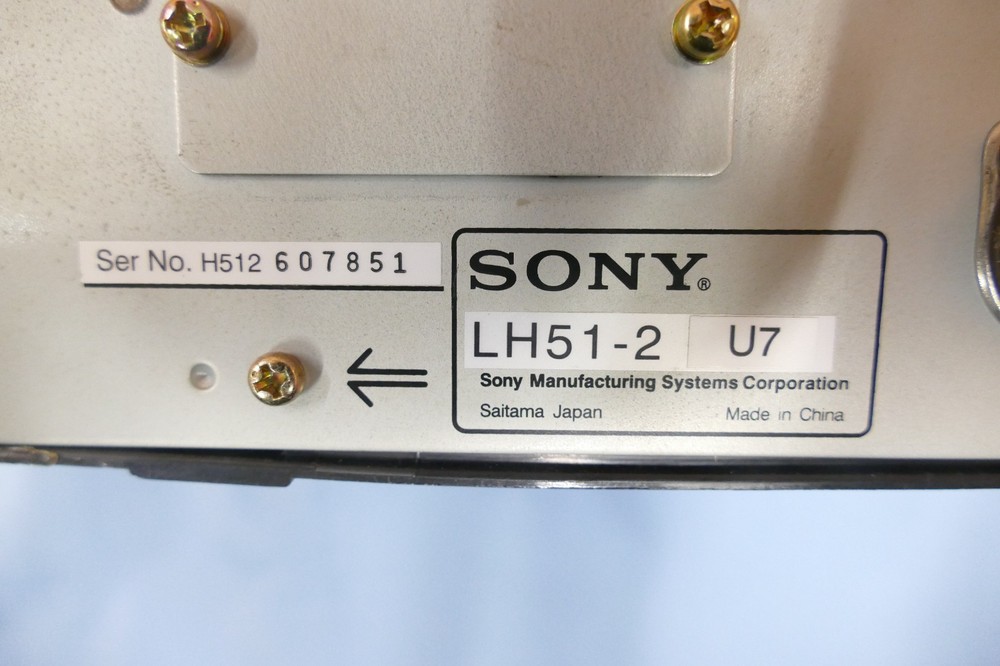 Ser No. H512 607851
SONY®
LH51-2 U7
Sony Manufacturing Systems Corporation
Saitama Japan Made in China